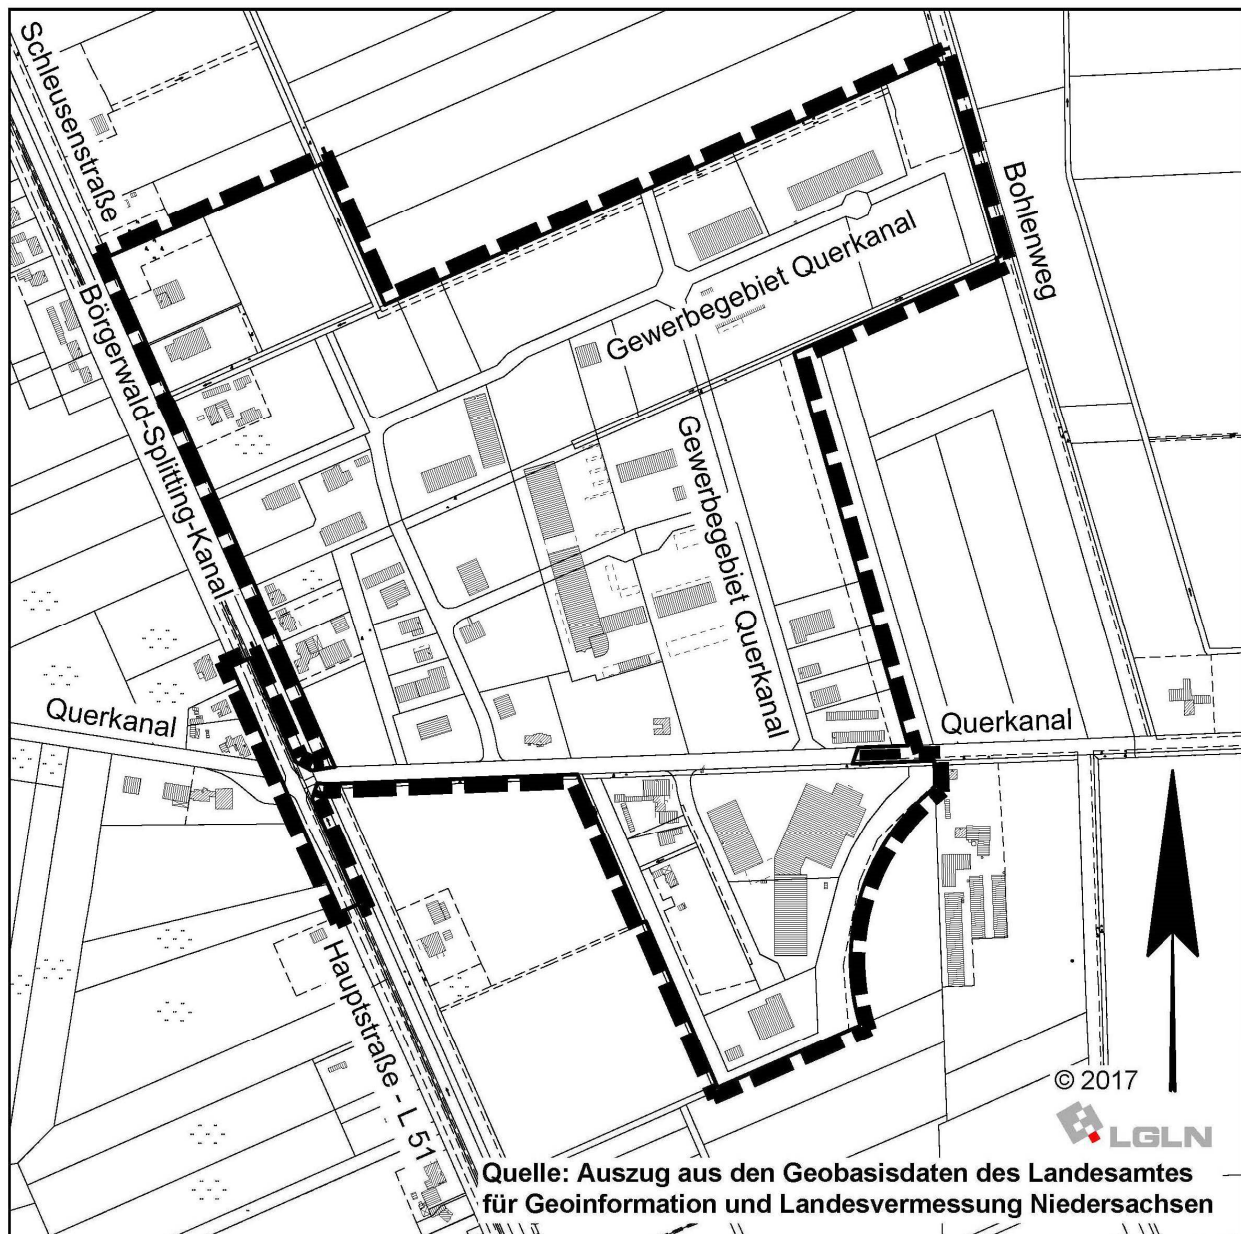 Schleusenstraße
Börgerwald-Splitting-Kanal
Bohlenweg
Gewerbegebiet Querkanal
Gewerbegebiet Querkanal
Querkanal
Querkanal
Hauptstraße - L 51
© 2017
LGLN
Quelle: Auszug aus den Geobasisdaten des Landesamtes
für Geoinformation und Landesvermessung Niedersachsen